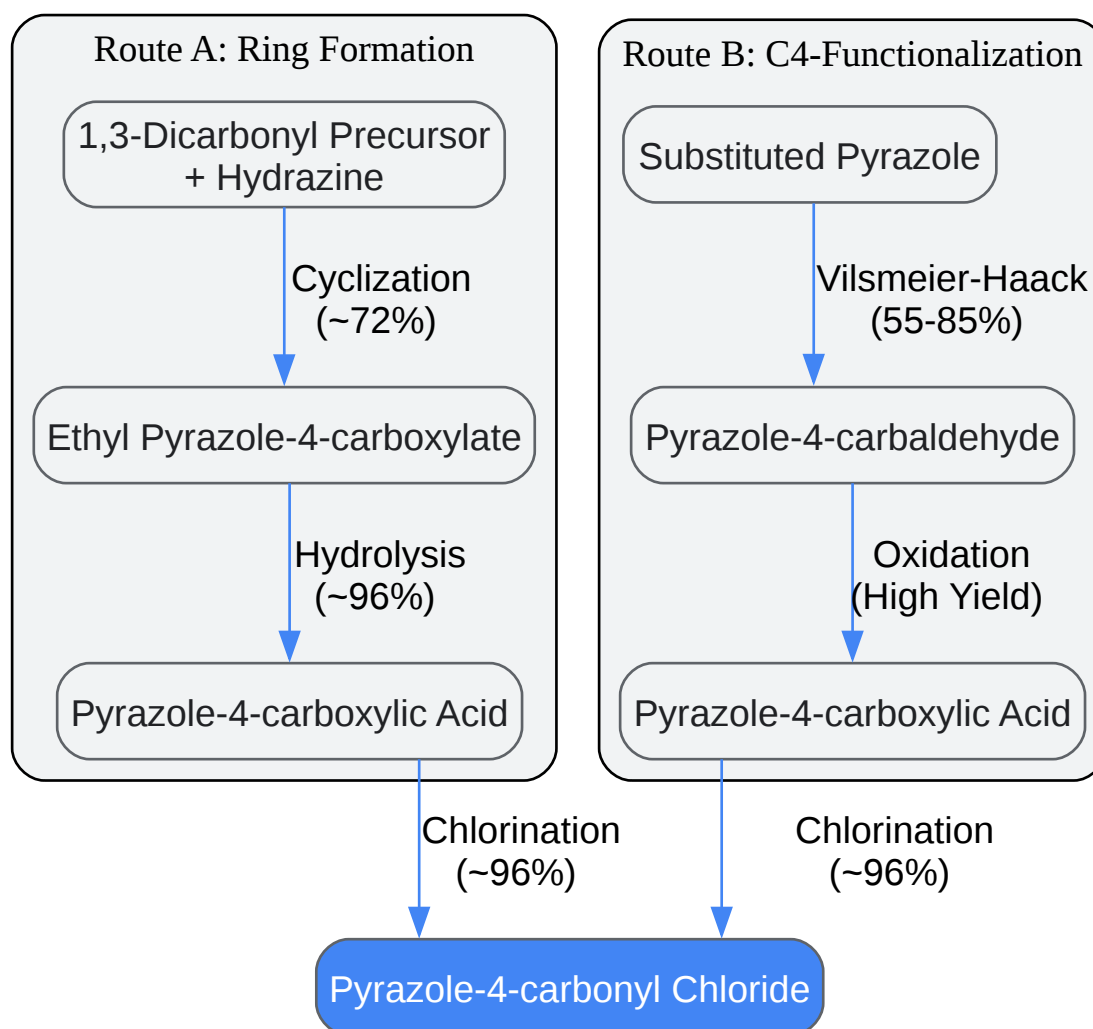 Route A: Ring Formation
1,3-Dicarbonyl Precursor
+ Hydrazine
Cyclization
(~72%)
Ethyl Pyrazole-4-carboxylate
Hydrolysis
(~96%)
Pyrazole-4-carboxylic Acid
Chlorination
(~96%)
Route B: C4-Functionalization
Substituted Pyrazole
Vilsmeier-Haack
(55-85%)
Pyrazole-4-carbaldehyde
Oxidation
(High Yield)
Pyrazole-4-carboxylic Acid
Chlorination
(~96%)
Pyrazole-4-carbonyl Chloride